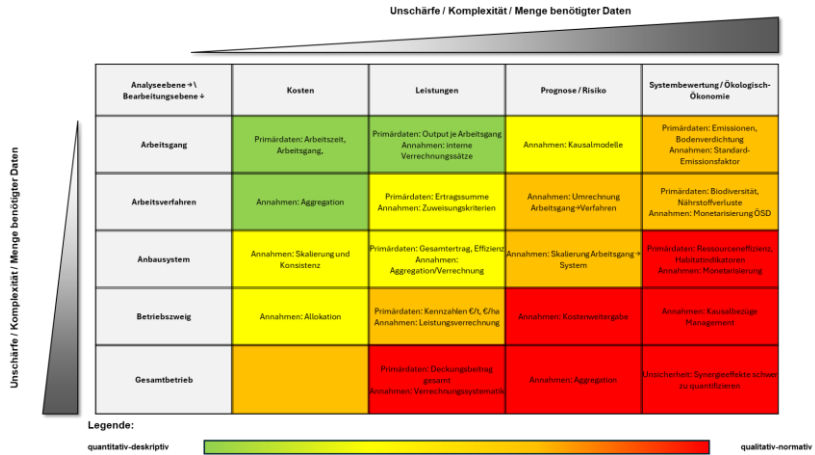 Unschärfe / Komplexität / Menge benötigter Daten
Unschärfe / Komplexität / Menge benötigter Daten
Analyseebene → \
Bearbeitungsebene ↓
Kosten
Leistungen
Prognose / Risiko
Systembewertung / Ökologisch-
Ökonomie
Arbeitsgang
Primärdaten: Arbeitszeit,
Arbeitsgang,
Primärdaten: Output je Arbeitsgang
Annahmen: interne
Verrechnungssätze
Annahmen: Kausalmodelle
Primärdaten: Emissionen,
Bodenverdichtung
Annahmen: Standard-
Emissionsfaktor
Arbeitsverfahren
Annahmen: Aggregation
Primärdaten: Ertragssumme
Annahmen: Zuweisungskriterien
Annahmen: Umrechnung
Arbeitsgang→Verfahren
Primärdaten: Biodiversität,
Nährstoffverluste
Annahmen: Monetarisierung ÖSD
Anbausystem
Annahmen: Skalierung und
Konsistenz
Primärdaten: Gesamtertrag, Effizienz
Annahmen:
Aggregation/Verrechnung
Annahmen: Skalierung Arbeitsgang →
System
Primärdaten: Ressourceneffizienz,
Habitatindikatoren
Annahmen: Monetarisierung
Betriebszweig
Annahmen: Allokation
Primärdaten: Kennzahlen €/t, €/ha
Annahmen: Leistungsverrechnung
Annahmen: Kostenweitergabe
Annahmen: Kausalbezüge
Management
Gesamtbetrieb
Primärdaten: Deckungsbeitrag
gesamt
Annahmen: Verrechnungssystematik
Annahmen: Aggregation
Unsicherheit: Synergieeffekte schwer
zu quantifizieren
Legende:
quantitativ-deskriptiv
qualitativ-normativ